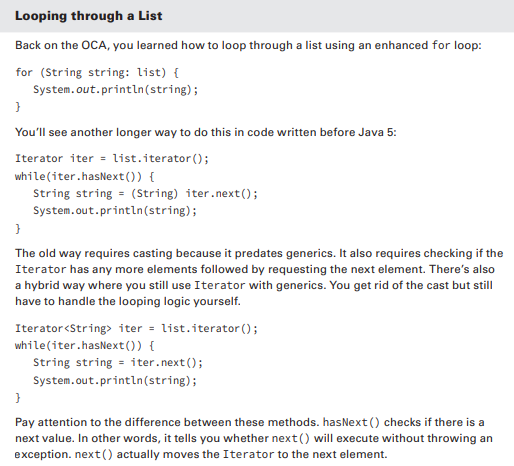 Looping through a List
Back on the OCA, you learned how to loop through a list using an enhanced for loop:
for (String string: list) {
System.out.println(string);
}
You'll see another longer way to do this in code written before Java 5:
Iterator iter = list.iterator();
while(iter.hasNext()) {
String string = (String) iter.next();
System.out.println(string);
}
The old way requires casting because it predates generics. It also requires checking if the
Iterator has any more elements followed by requesting the next element. There's also
a hybrid way where you still use Iterator with generics. You get rid of the cast but still
have to handle the looping logic yourself.
Iterator<String> iter = list.iterator();
while(iter.hasNext()) {
String string = iter.next();
System.out.println(string);
}
Pay attention to the difference between these methods. hasNext() checks if there is a
next value. In other words, it tells you whether next() will execute without throwing an
exception. next() actually moves the Iterator to the next element.